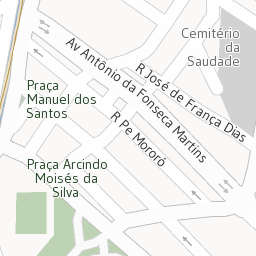 Cemitério
da
Saudade
Av Antônio da Fonseca Martins
R José de França Dias
Praça
Manuel dos
Santos
R Pe Mororó
Praça Arcindo
Moisés da
Silva